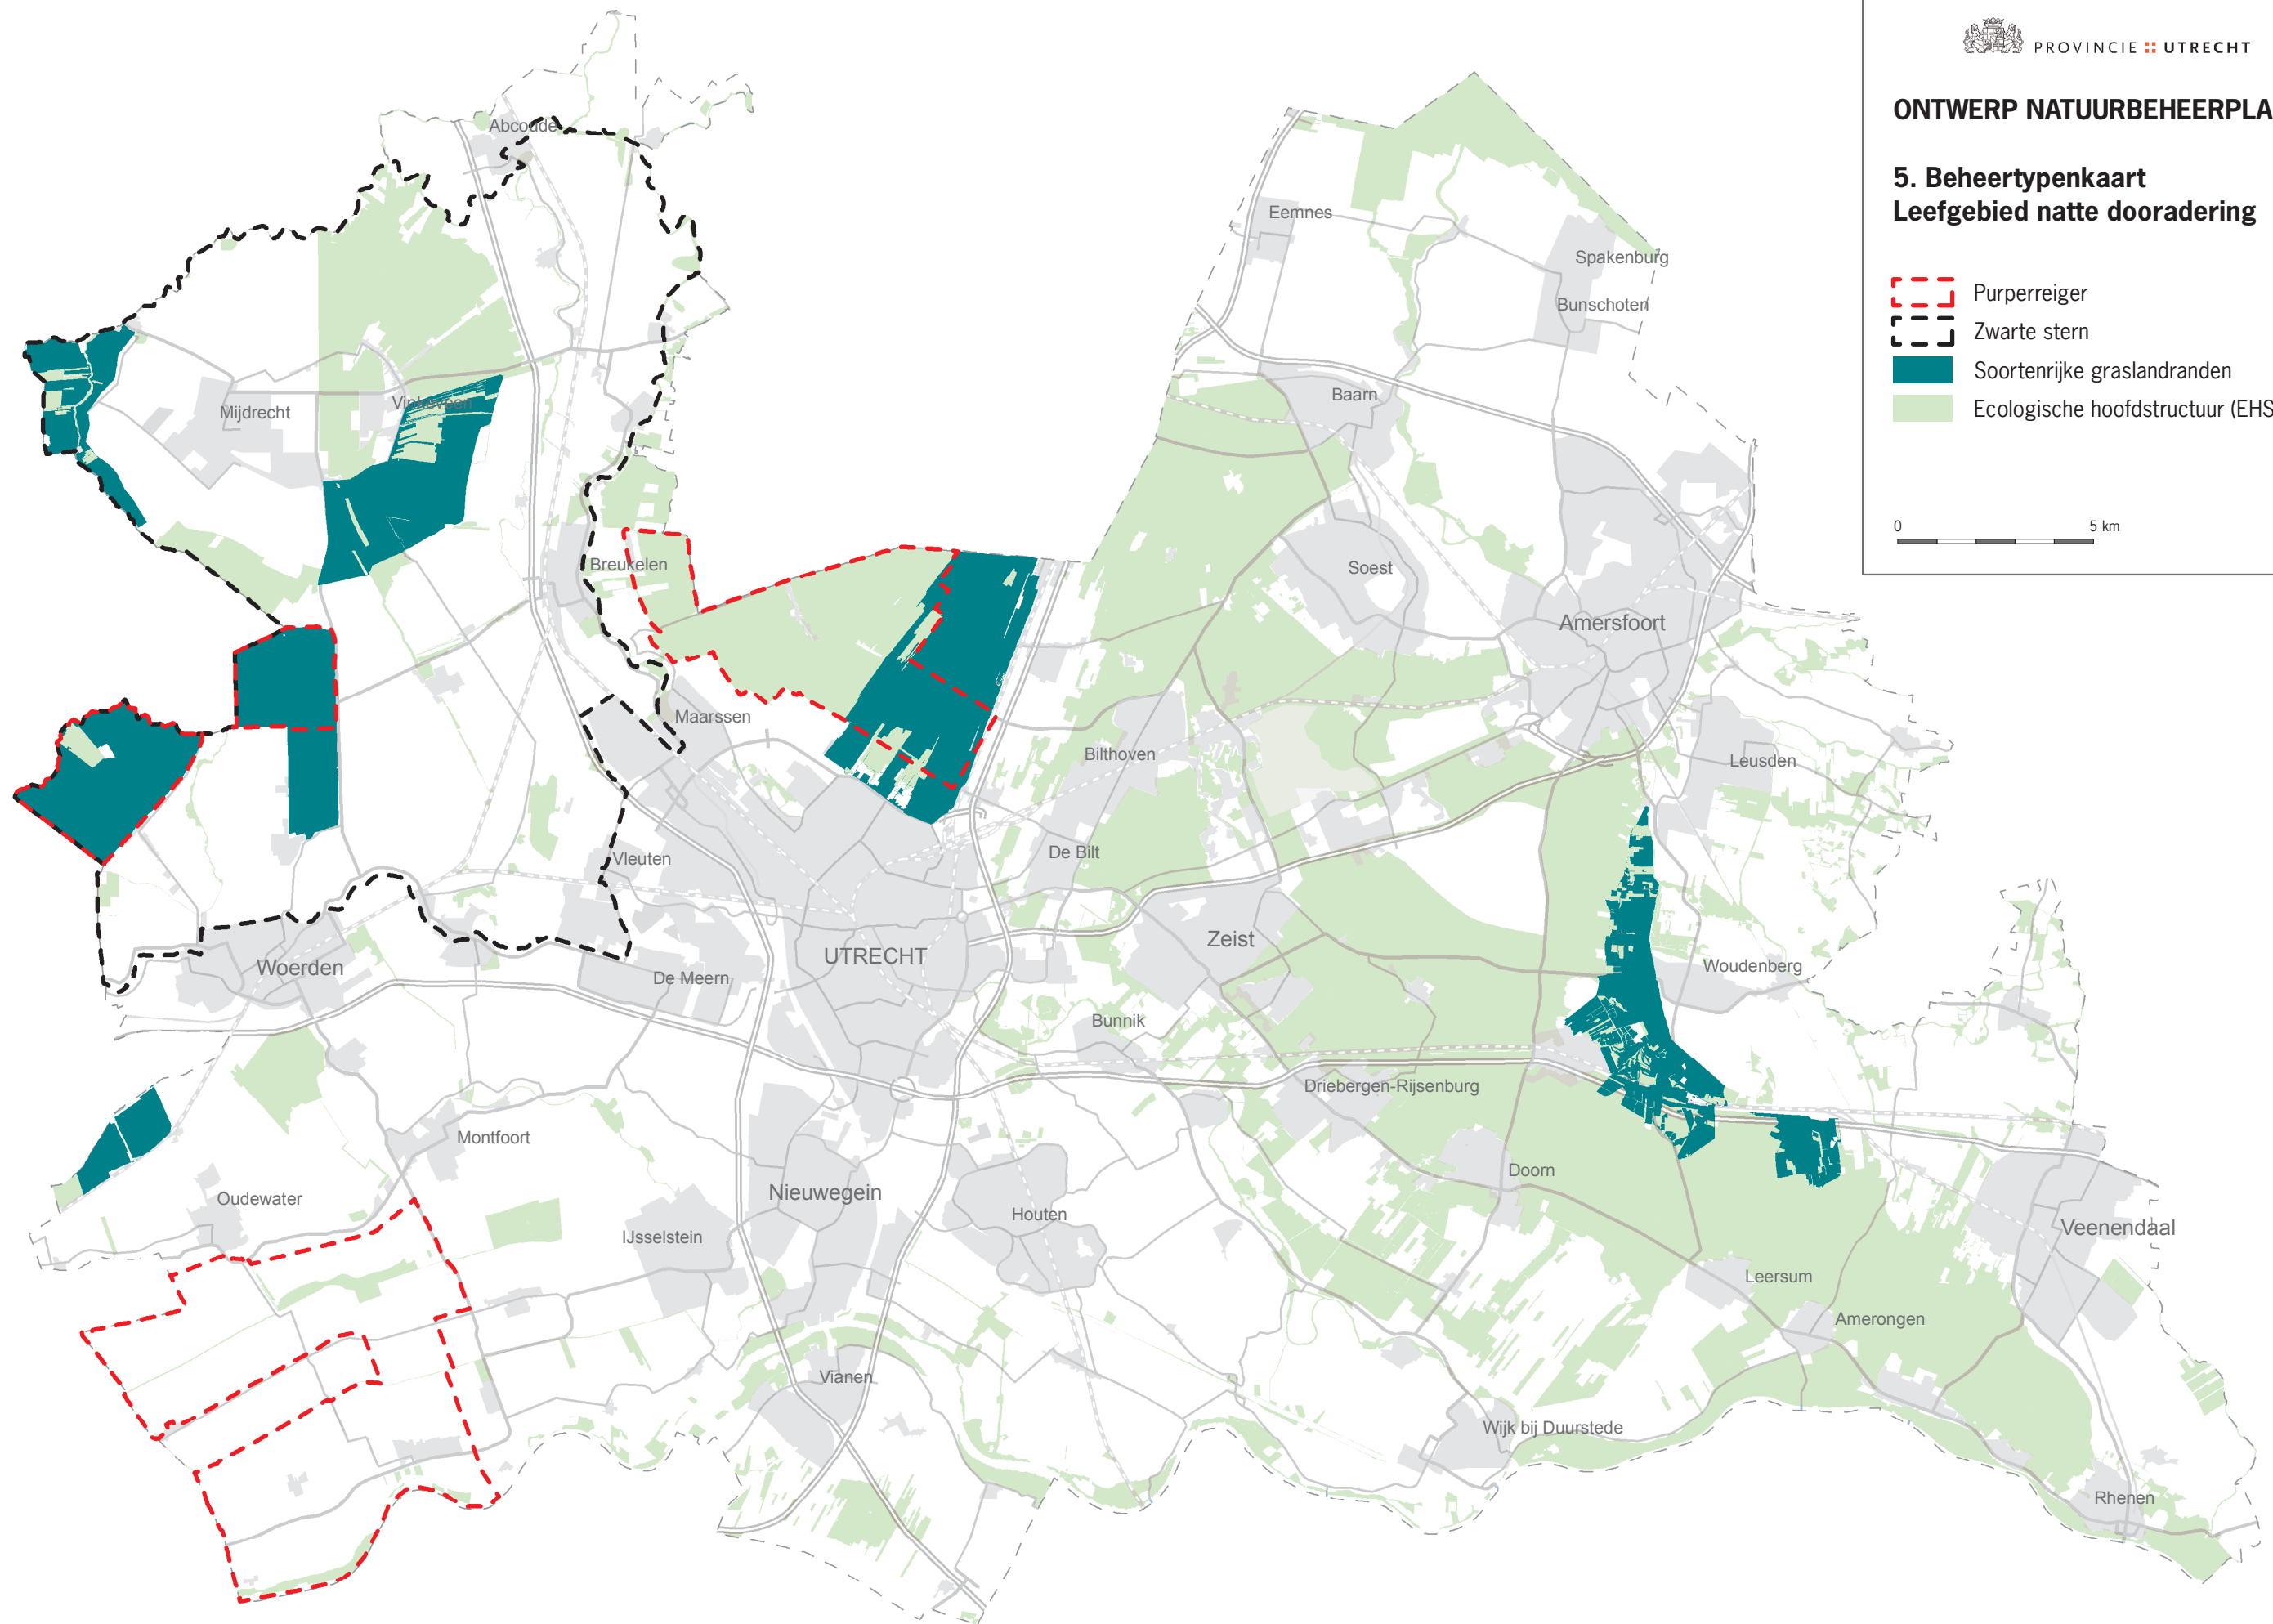 PROVINCIE UTRECHT
ONTWERP NATUURBEHEERPLA
5. Beheertypenkaart
Leefgebied natte dooradering
Purperreiger
Zwarte stern
Soortenrijke graslandranden
Ecologische hoofdstructuur (EHS
0 5 km
Abcoude
Eemnes
Spakenburg
Bunschoten
Baarn
Mijdrecht
Vinkeveen
Breukelen
Soest
Amersfoort
Maarssen
Bilthoven
Leusden
Vleuten
De Bilt
Zeist
UTRECHT
Woerden
De Meern
Woudenberg
Bunnik
Driebergen-Rijsenburg
Montfoort
Doorn
Oudewater
Nieuwegein
Houten
IJsselstein
Veenendaal
Leersum
Amerongen
Vianen
Wijk bij Duurstede
Rhenen